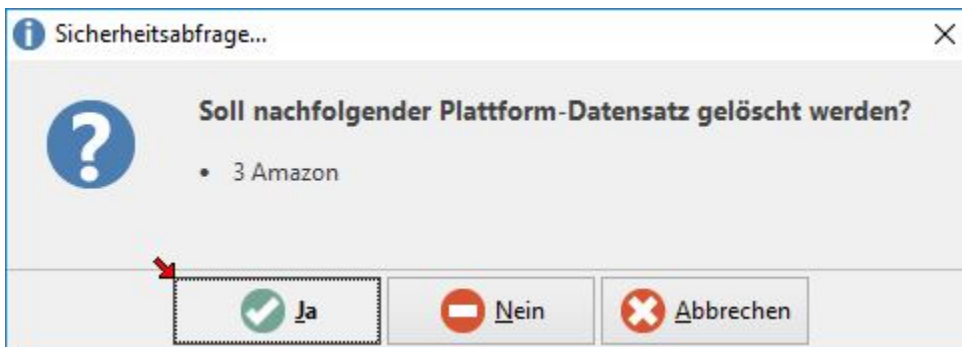 Sicherheitsabfrage...
Soll nachfolgender Plattform-Datensatz gelöscht werden?
• 3 Amazon
Ja
Nein
Abbrechen